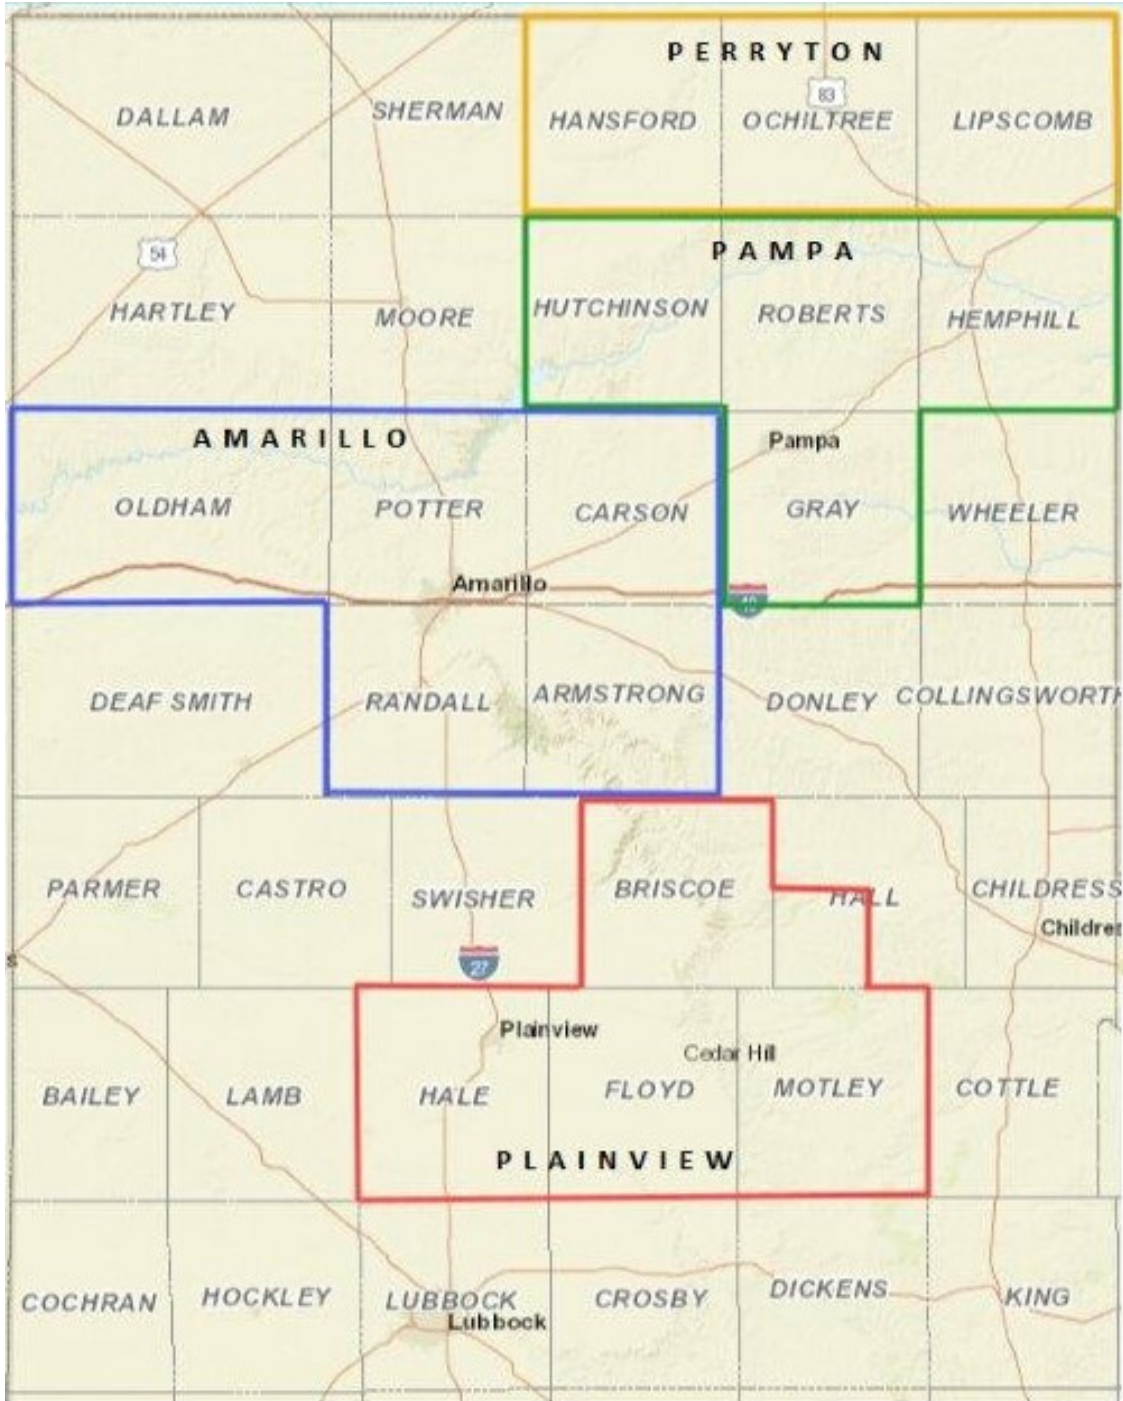 PERRYTON
83
DALLAM
SHERMAN
HANSFORD
OCHILTREE
LIPSCOMB
PAMPA
54
HARTLEY
MOORE
HUTCHINSON
ROBERTS
HEMPHILL
AMARILLO
Pampa
OLDHAM
POTTER
CARSON
GRAY
WHEELER
Amarillo
40
DEAF SMITH
RANDALL
ARMSTRONG
DONLEY
COLLINGSWORTH
PARMER
CASTRO
SWISHER
BRISCOE
HALL
CHILDRESS
Childres
s
27
Plainview
Cedar Hill
BAILEY
LAMB
HALE
FLOYD
MOTLEY
COTTLE
PLAINVIEW
COCHRAN
HOCKLEY
LUBBOCK
CROSBY
DICKENS
KING
Lubbock